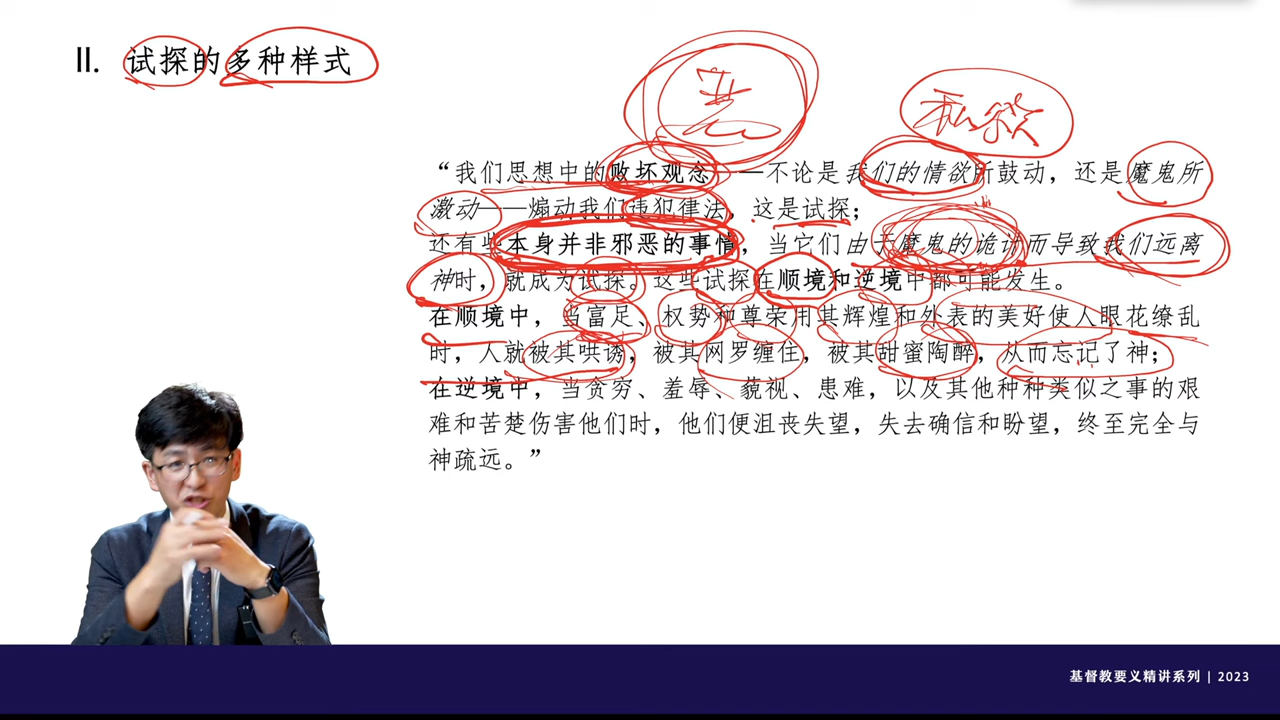 II. 试探的多种样式
恶
私欲
“我们思想中的败坏观念——不论是我们的情欲所鼓动，还是魔鬼所
激动——煽动我们违犯律法，这是试探；
还有些本身并非邪恶的事情，当它们由于魔鬼的诡计而导致我们远离
神时，就成为试探。这些试探在顺境和逆境中都可能发生。
在顺境中，当富足、权势和尊荣用其辉煌和外表的美好使人眼花缭乱
时，人就被其哄诱，被其网罗缠住，被其甜蜜陶醉，从而忘记了神；
在逆境中，当贫穷、羞辱、藐视、患难，以及其他种种类似之事的艰
难和苦楚伤害他们时，他们便沮丧失望，失去确信和盼望，终至完全与
神疏远。”
基督教要义精讲系列 | 2023